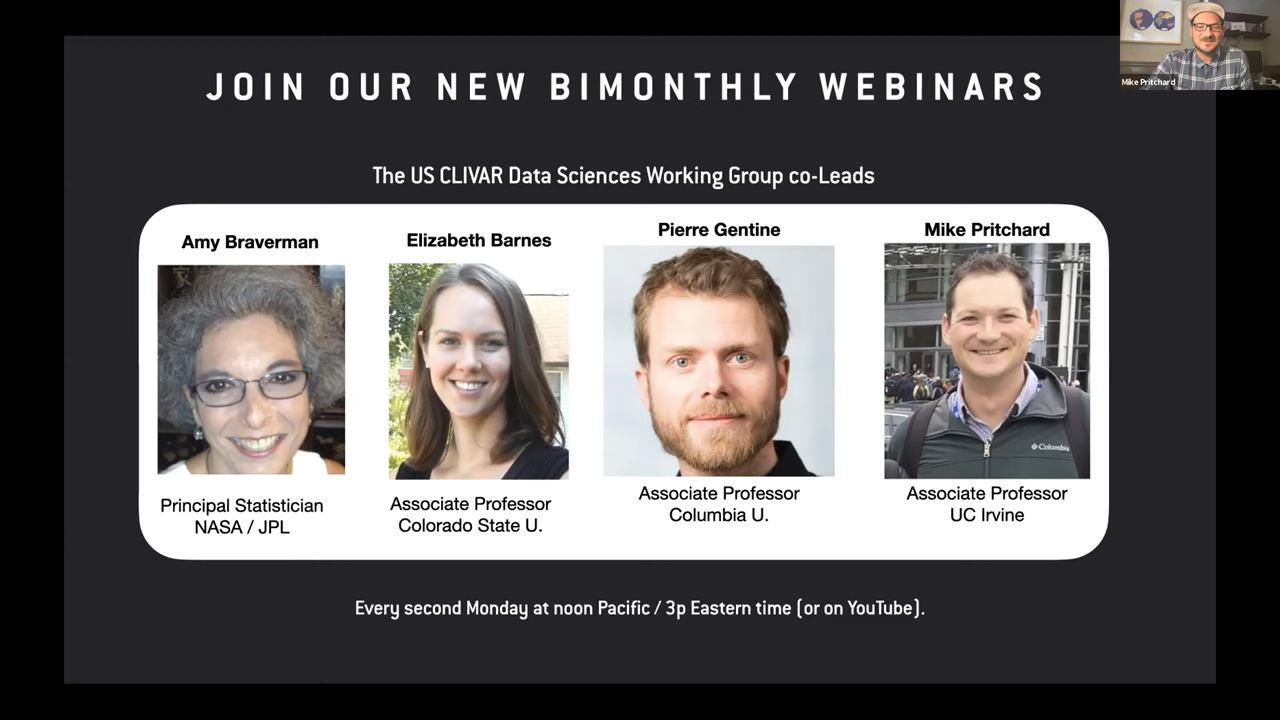 JOIN OUR NEW BIMONTHLY WEBINARS
Mike Pritchard
The US CLIVAR Data Sciences Working Group co-Leads
Amy Braverman
Elizabeth Barnes
Pierre Gentine
Mike Pritchard
Columbia
Principal Statistician
NASA / JPL
Associate Professor
Colorado State U.
Associate Professor
Columbia U.
Associate Professor
UC Irvine
Every second Monday at noon Pacific / 3p Eastern time (or on YouTube).